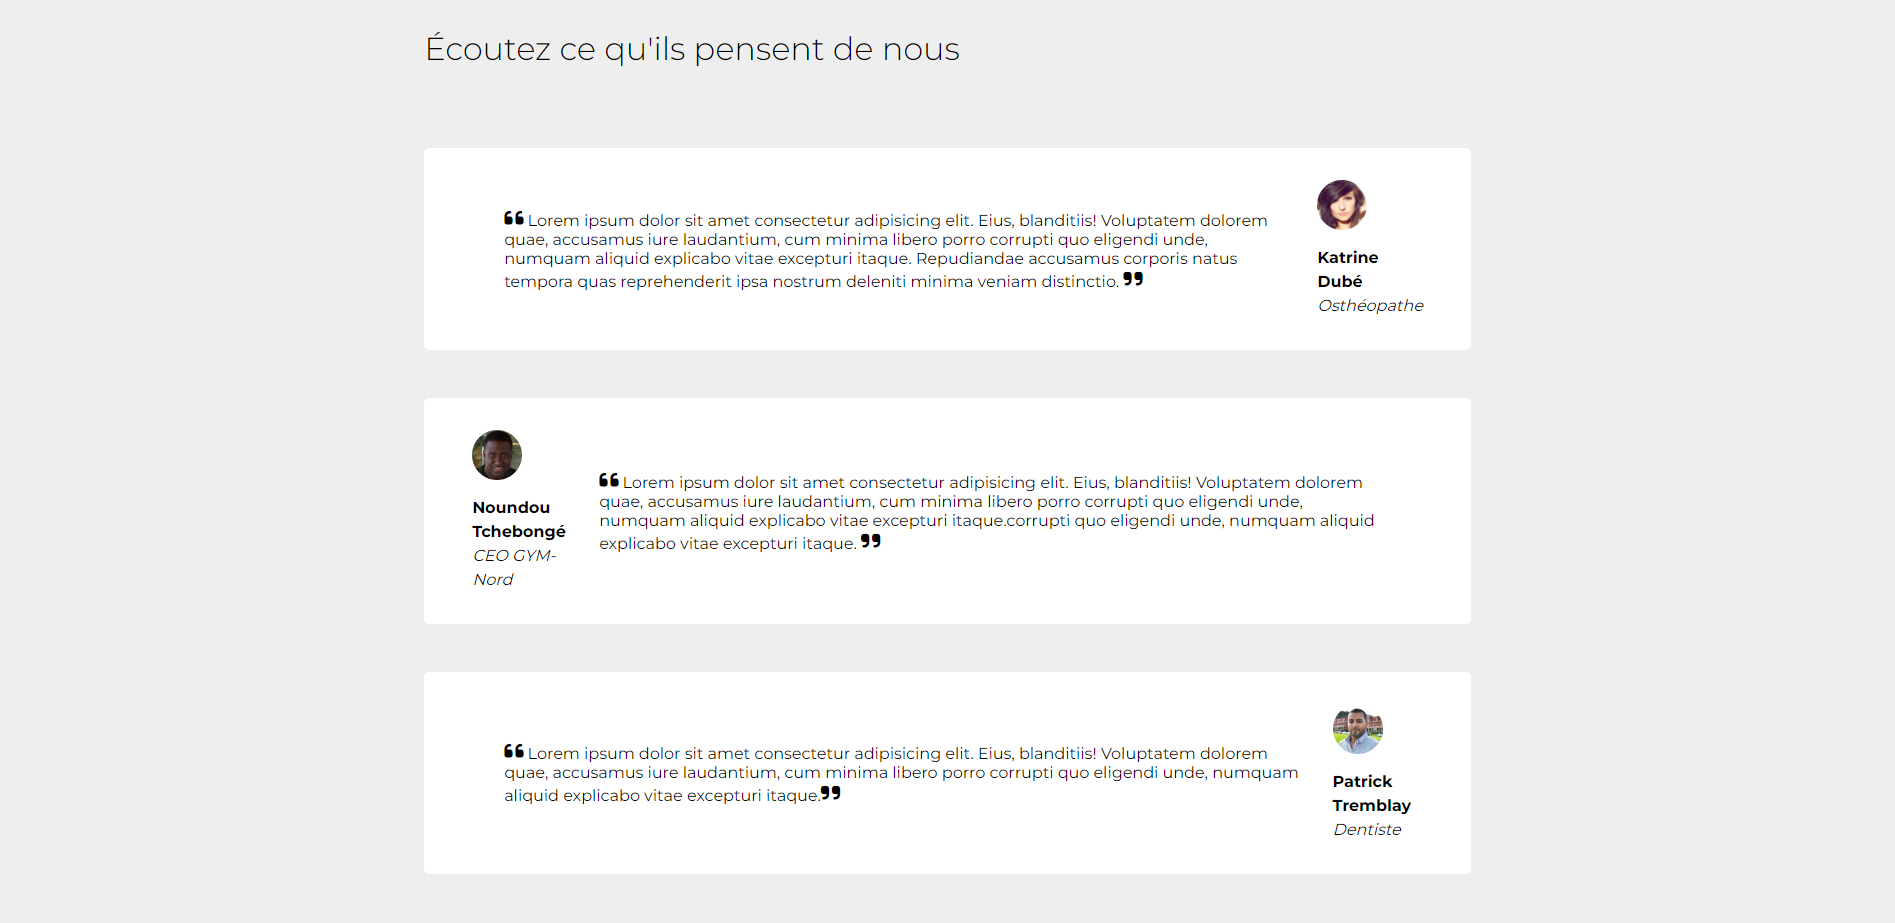 Écoutez ce qu'ils pensent de nous
❝ Lorem ipsum dolor sit amet consectetur adipisicing elit. Eius, blanditiis! Voluptatem dolorem
quae, accusamus iure laudantium, cum minima libero porro corrupti quo eligendi unde,
numquam aliquid explicabo vitae excepturi itaque. Repudiandae accusamus corporis natus
tempora quas reprehenderit ipsa nostrum deleniti minima veniam distinctio. ❞
Katrine
Dubé
Osthéopathe
Noundou
Tchebongé
CEO GYM-
Nord
❝ Lorem ipsum dolor sit amet consectetur adipisicing elit. Eius, blanditiis! Voluptatem dolorem
quae, accusamus iure laudantium, cum minima libero porro corrupti quo eligendi unde,
numquam aliquid explicabo vitae excepturi itaque.corrupti quo eligendi unde, numquam aliquid
explicabo vitae excepturi itaque. ❞
❝ Lorem ipsum dolor sit amet consectetur adipisicing elit. Eius, blanditiis! Voluptatem dolorem
quae, accusamus iure laudantium, cum minima libero porro corrupti quo eligendi unde, numquam
aliquid explicabo vitae excepturi itaque.❞
Patrick
Tremblay
Dentiste